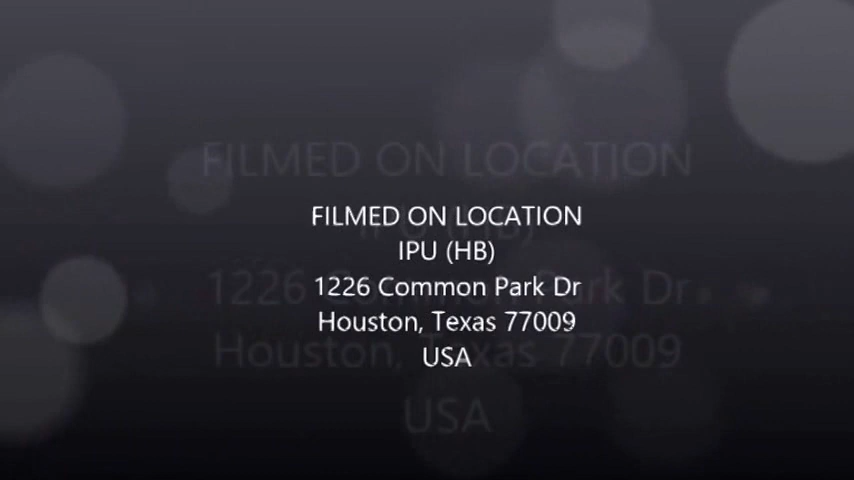 FILMED ON LOCATION
IPU (HB)
1226 Common Park Dr
Houston, Texas 77009
USA